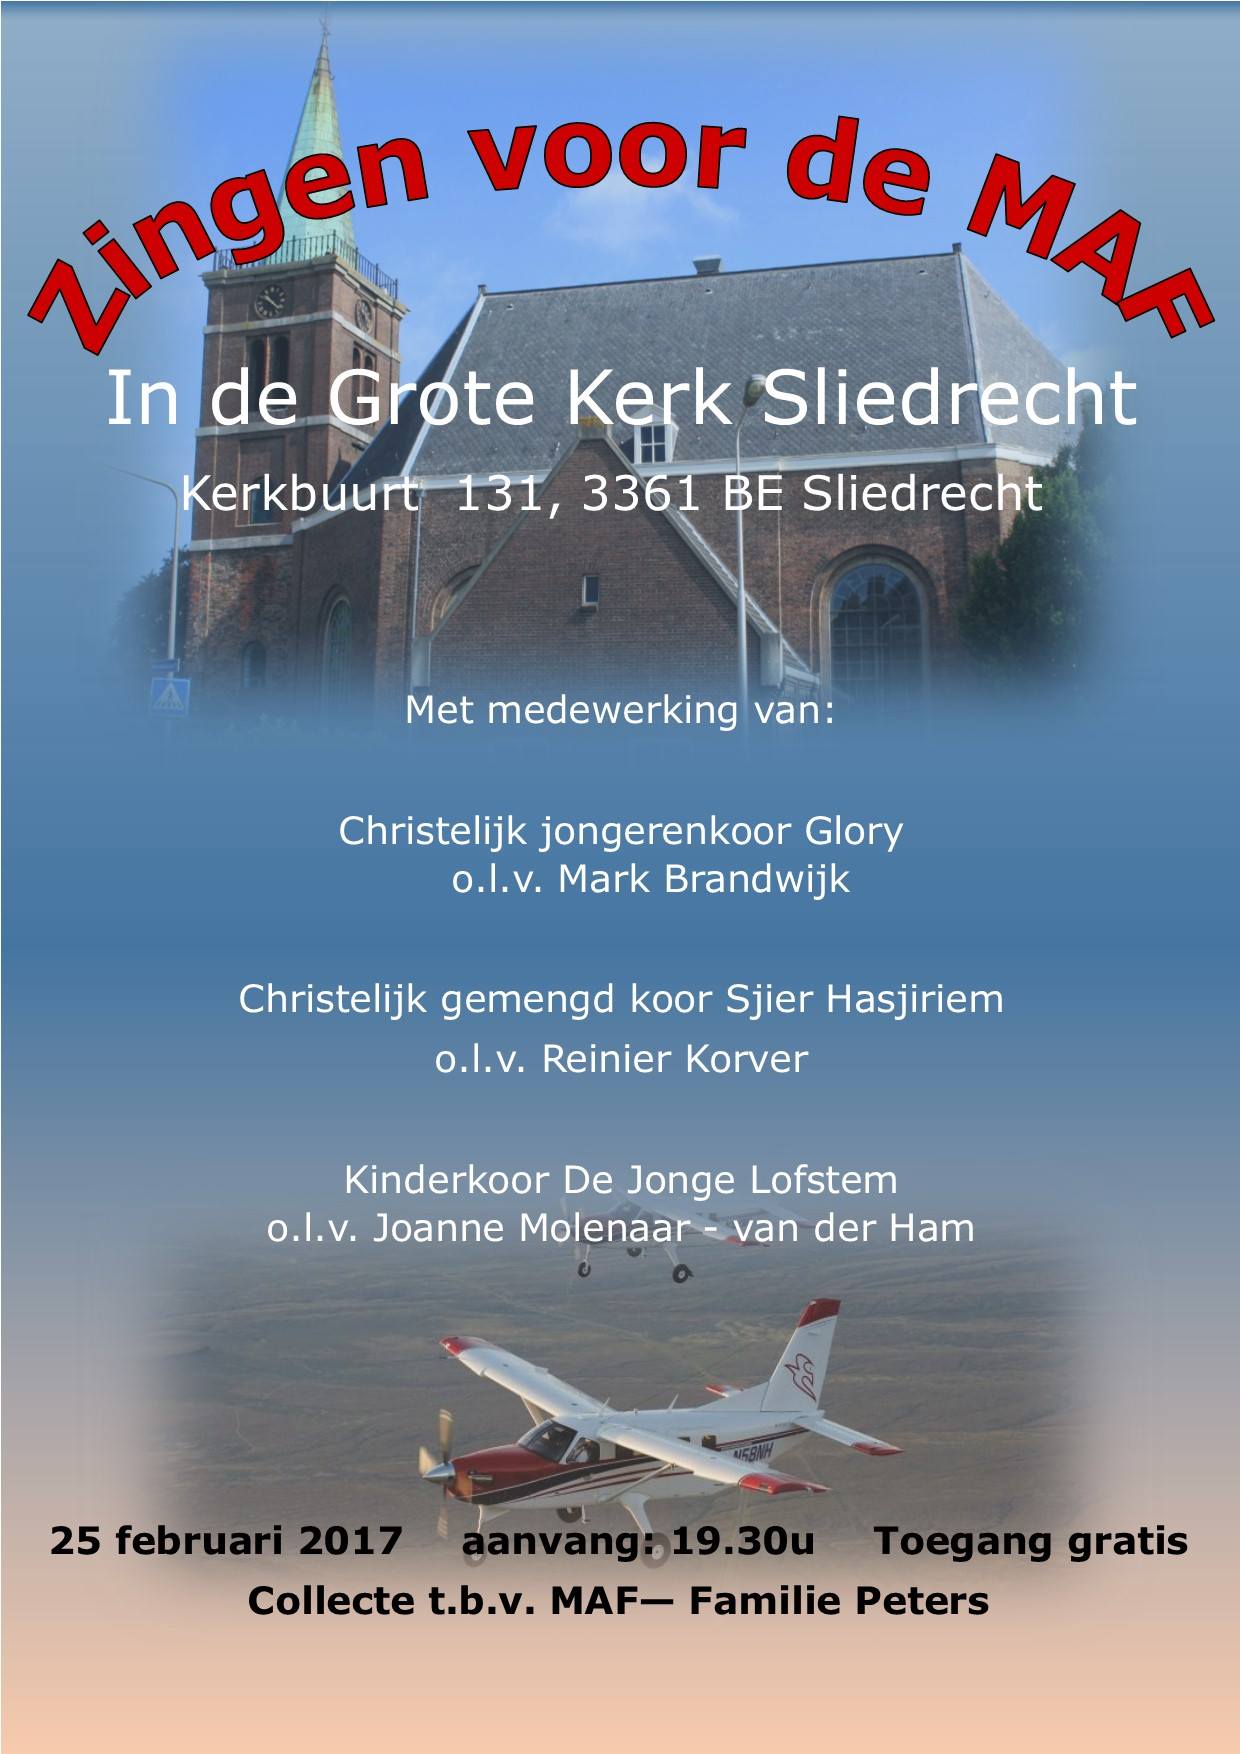 Zingen voor de MAF
In de Grote Kerk Sliedrecht
Kerkbuurt  131, 3361 BE Sliedrecht
Met medewerking van:
Christelijk jongerenkoor Glory
o.l.v. Mark Brandwijk
Christelijk gemengd koor Sjier Hasjiriem
o.l.v. Reinier Korver
Kinderkoor De Jonge Lofstem
o.l.v. Joanne Molenaar - van der Ham
N58NH
25 februari 2017    aanvang: 19.30u    Toegang gratis
Collecte t.b.v. MAF— Familie Peters